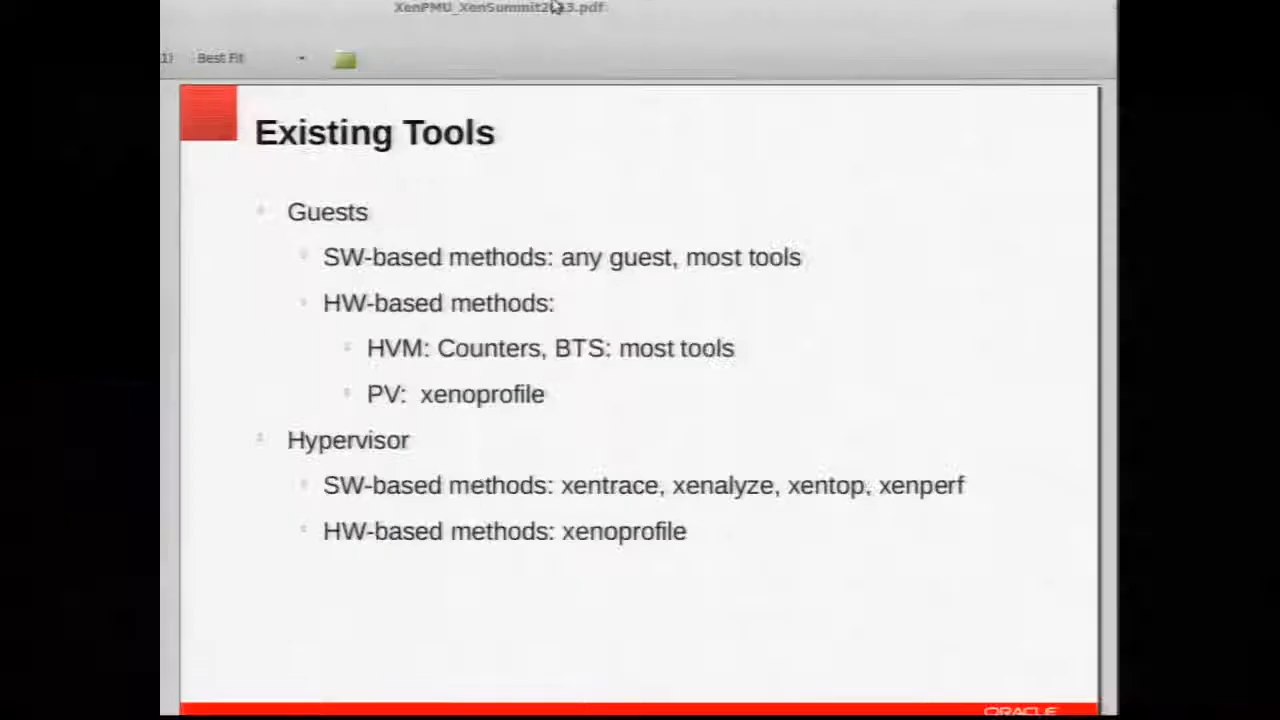 XenPMU_XenSummit2013.pdf
1)
Best Fit
Existing Tools
Guests
SW-based methods: any guest, most tools
HW-based methods:
HVM: Counters, BTS: most tools
PV: xenoprofile
Hypervisor
SW-based methods: xentrace, xenalyze, xentop, xenperf
HW-based methods: xenoprofile
ORACLE